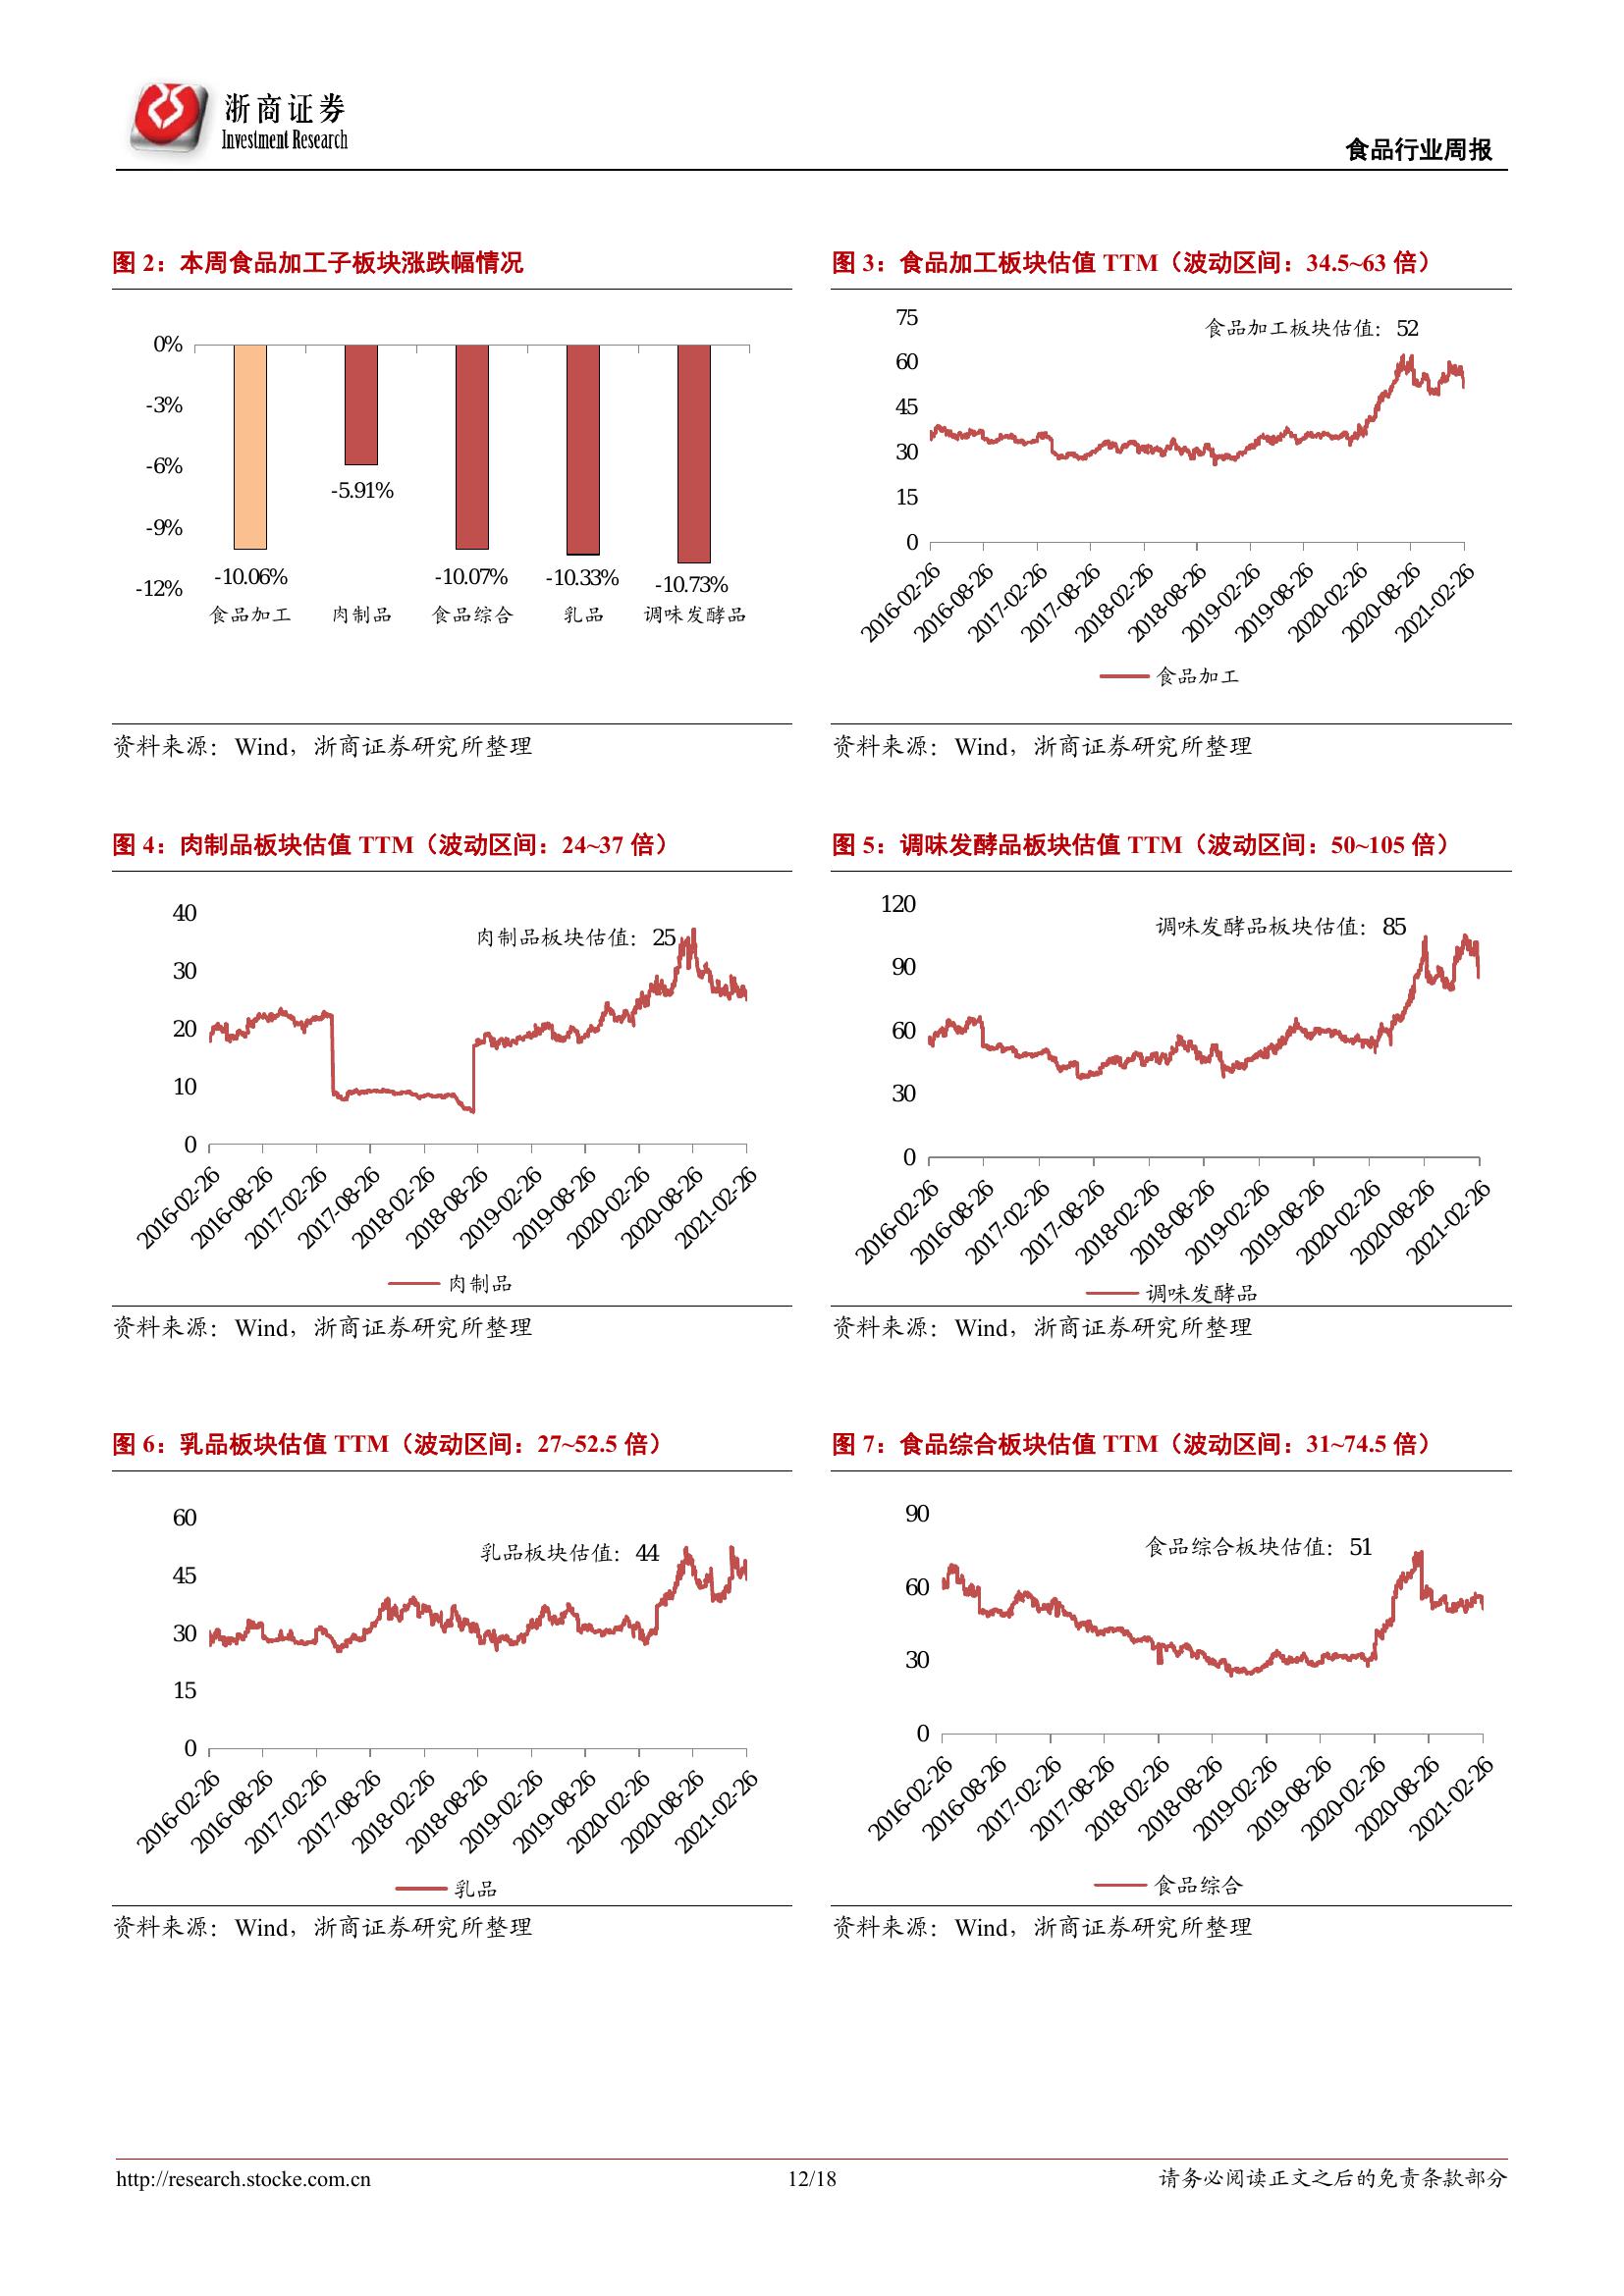 浙商证券
Investment Research
食品行业周报
图 2：本周食品加工子板块涨跌幅情况
0%
-3%
-6%
-9%
-12%
-10.06%
-5.91%
-10.07%
-10.33%
-10.73%
食品加工
肉制品
食品综合
乳品
调味发酵品
资料来源：Wind，浙商证券研究所整理
图 3：食品加工板块估值 TTM（波动区间：34.5~63 倍）
食品加工板块估值：52
75
60
45
30
15
0
2016-02-26
2016-08-26
2017-02-26
2017-08-26
2018-02-26
2018-08-26
2019-02-26
2019-08-26
2020-02-26
2020-08-26
2021-02-26
食品加工
资料来源：Wind，浙商证券研究所整理
图 4：肉制品板块估值 TTM（波动区间：24~37 倍）
肉制品板块估值：25
40
30
20
10
0
2016-02-26
2016-08-26
2017-02-26
2017-08-26
2018-02-26
2018-08-26
2019-02-26
2019-08-26
2020-02-26
2020-08-26
2021-02-26
肉制品
资料来源：Wind，浙商证券研究所整理
图 5：调味发酵品板块估值 TTM（波动区间：50~105 倍）
调味发酵品板块估值：85
120
90
60
30
0
2016-02-26
2016-08-26
2017-02-26
2017-08-26
2018-02-26
2018-08-26
2019-02-26
2019-08-26
2020-02-26
2020-08-26
2021-02-26
调味发酵品
资料来源：Wind，浙商证券研究所整理
图 6：乳品板块估值 TTM（波动区间：27~52.5 倍）
乳品板块估值：44
60
45
30
15
0
2016-02-26
2016-08-26
2017-02-26
2017-08-26
2018-02-26
2018-08-26
2019-02-26
2019-08-26
2020-02-26
2020-08-26
2021-02-26
乳品
资料来源：Wind，浙商证券研究所整理
图 7：食品综合板块估值 TTM（波动区间：31~74.5 倍）
食品综合板块估值：51
90
60
30
0
2016-02-26
2016-08-26
2017-02-26
2017-08-26
2018-02-26
2018-08-26
2019-02-26
2019-08-26
2020-02-26
2020-08-26
2021-02-26
食品综合
资料来源：Wind，浙商证券研究所整理
http://research.stocke.com.cn
12/18
请务必阅读正文之后的免责条款部分